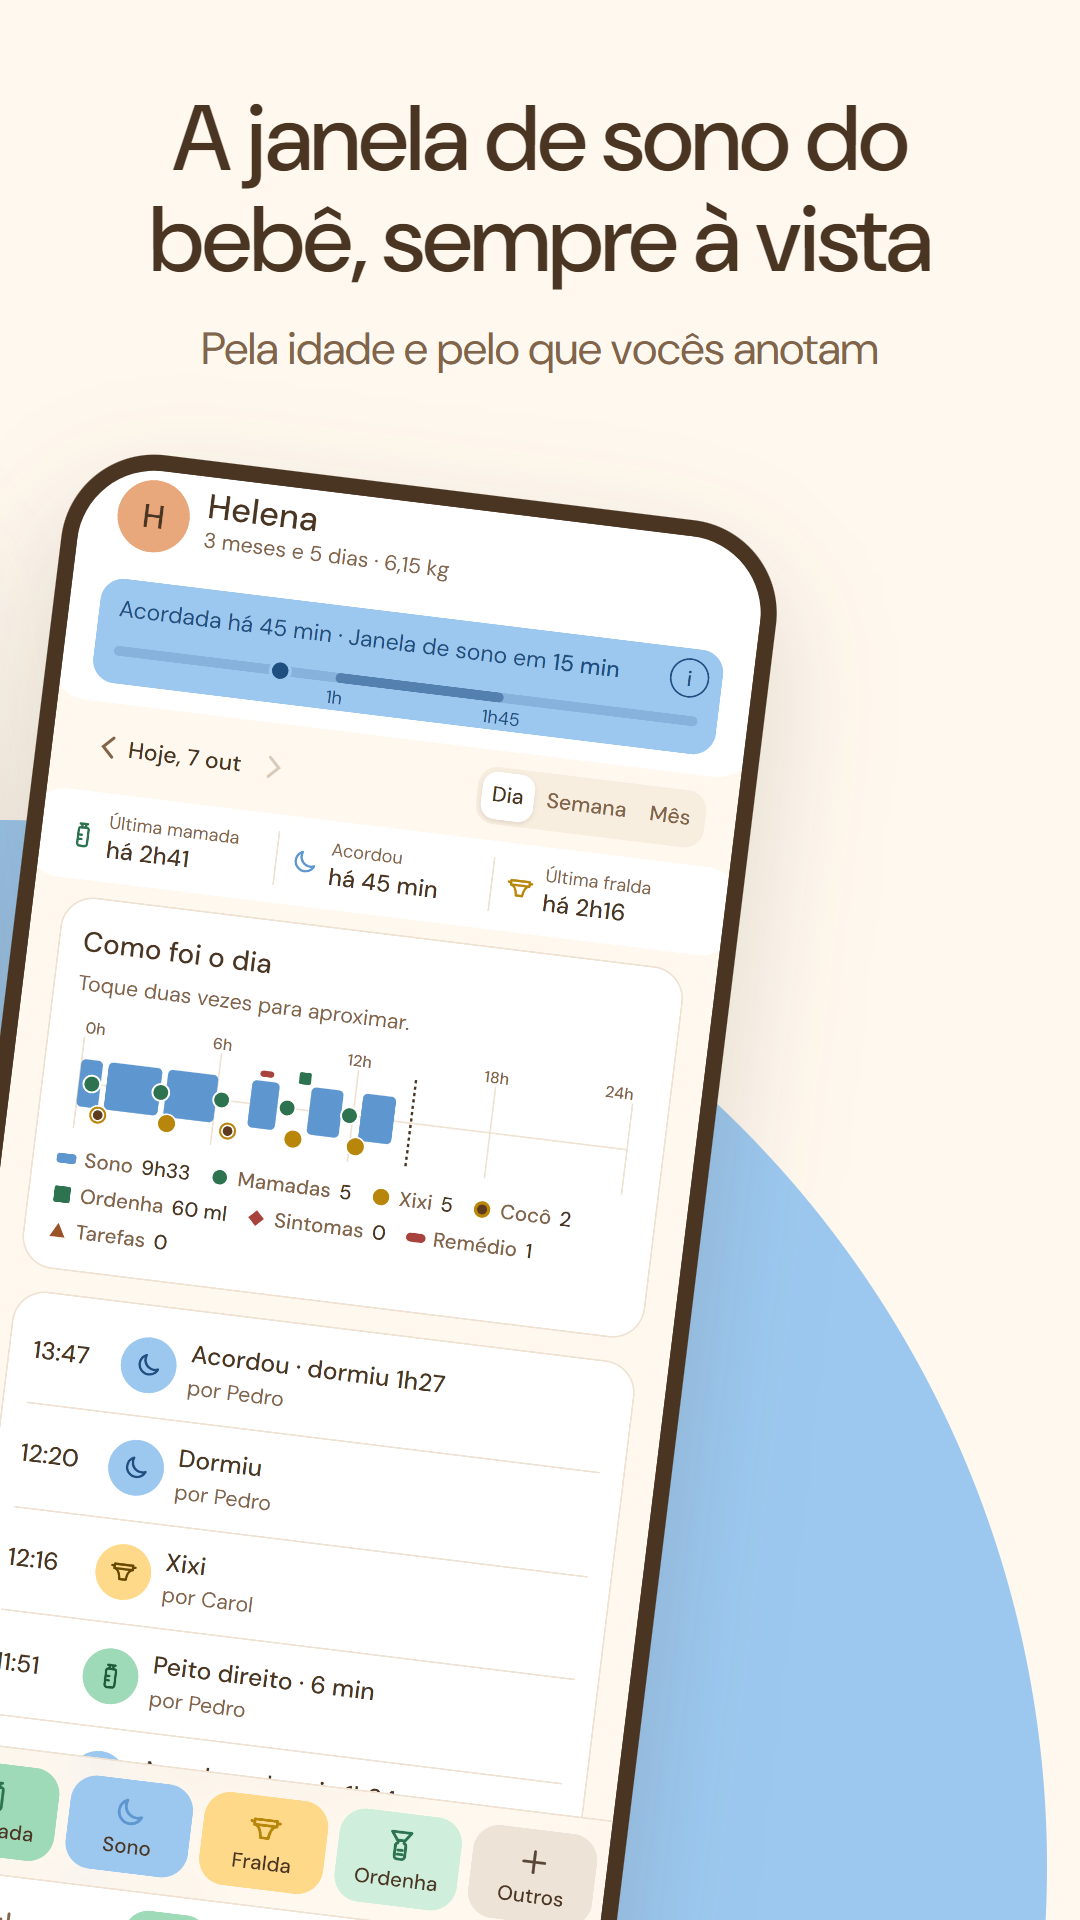 A janela de sono do
bebê, sempre à vista
Pela idade e pelo que vocês anotam
H
Helena
3 meses e 5 dias · 6,15 kg
Acordada há 45 min · Janela de sono em 15 min
i
1h
1h45
Hoje, 7 out
Dia
Semana
Mês
Última mamada
há 2h41
Acordou
há 45 min
Última fralda
há 2h16
Como foi o dia
Toque duas vezes para aproximar.
0h
6h
12h
18h
24h
Sono 9h33
Mamadas 5
Xixi 5
Cocô 2
Ordenha 60 ml
Sintomas 0
Remédio 1
Tarefas 0
13:47
Acordou · dormiu 1h27
por Pedro
12:20
Dormiu
por Pedro
12:16
Xixi
por Carol
11:51
Peito direito · 6 min
por Pedro
Sono
Fralda
Ordenha
Outros